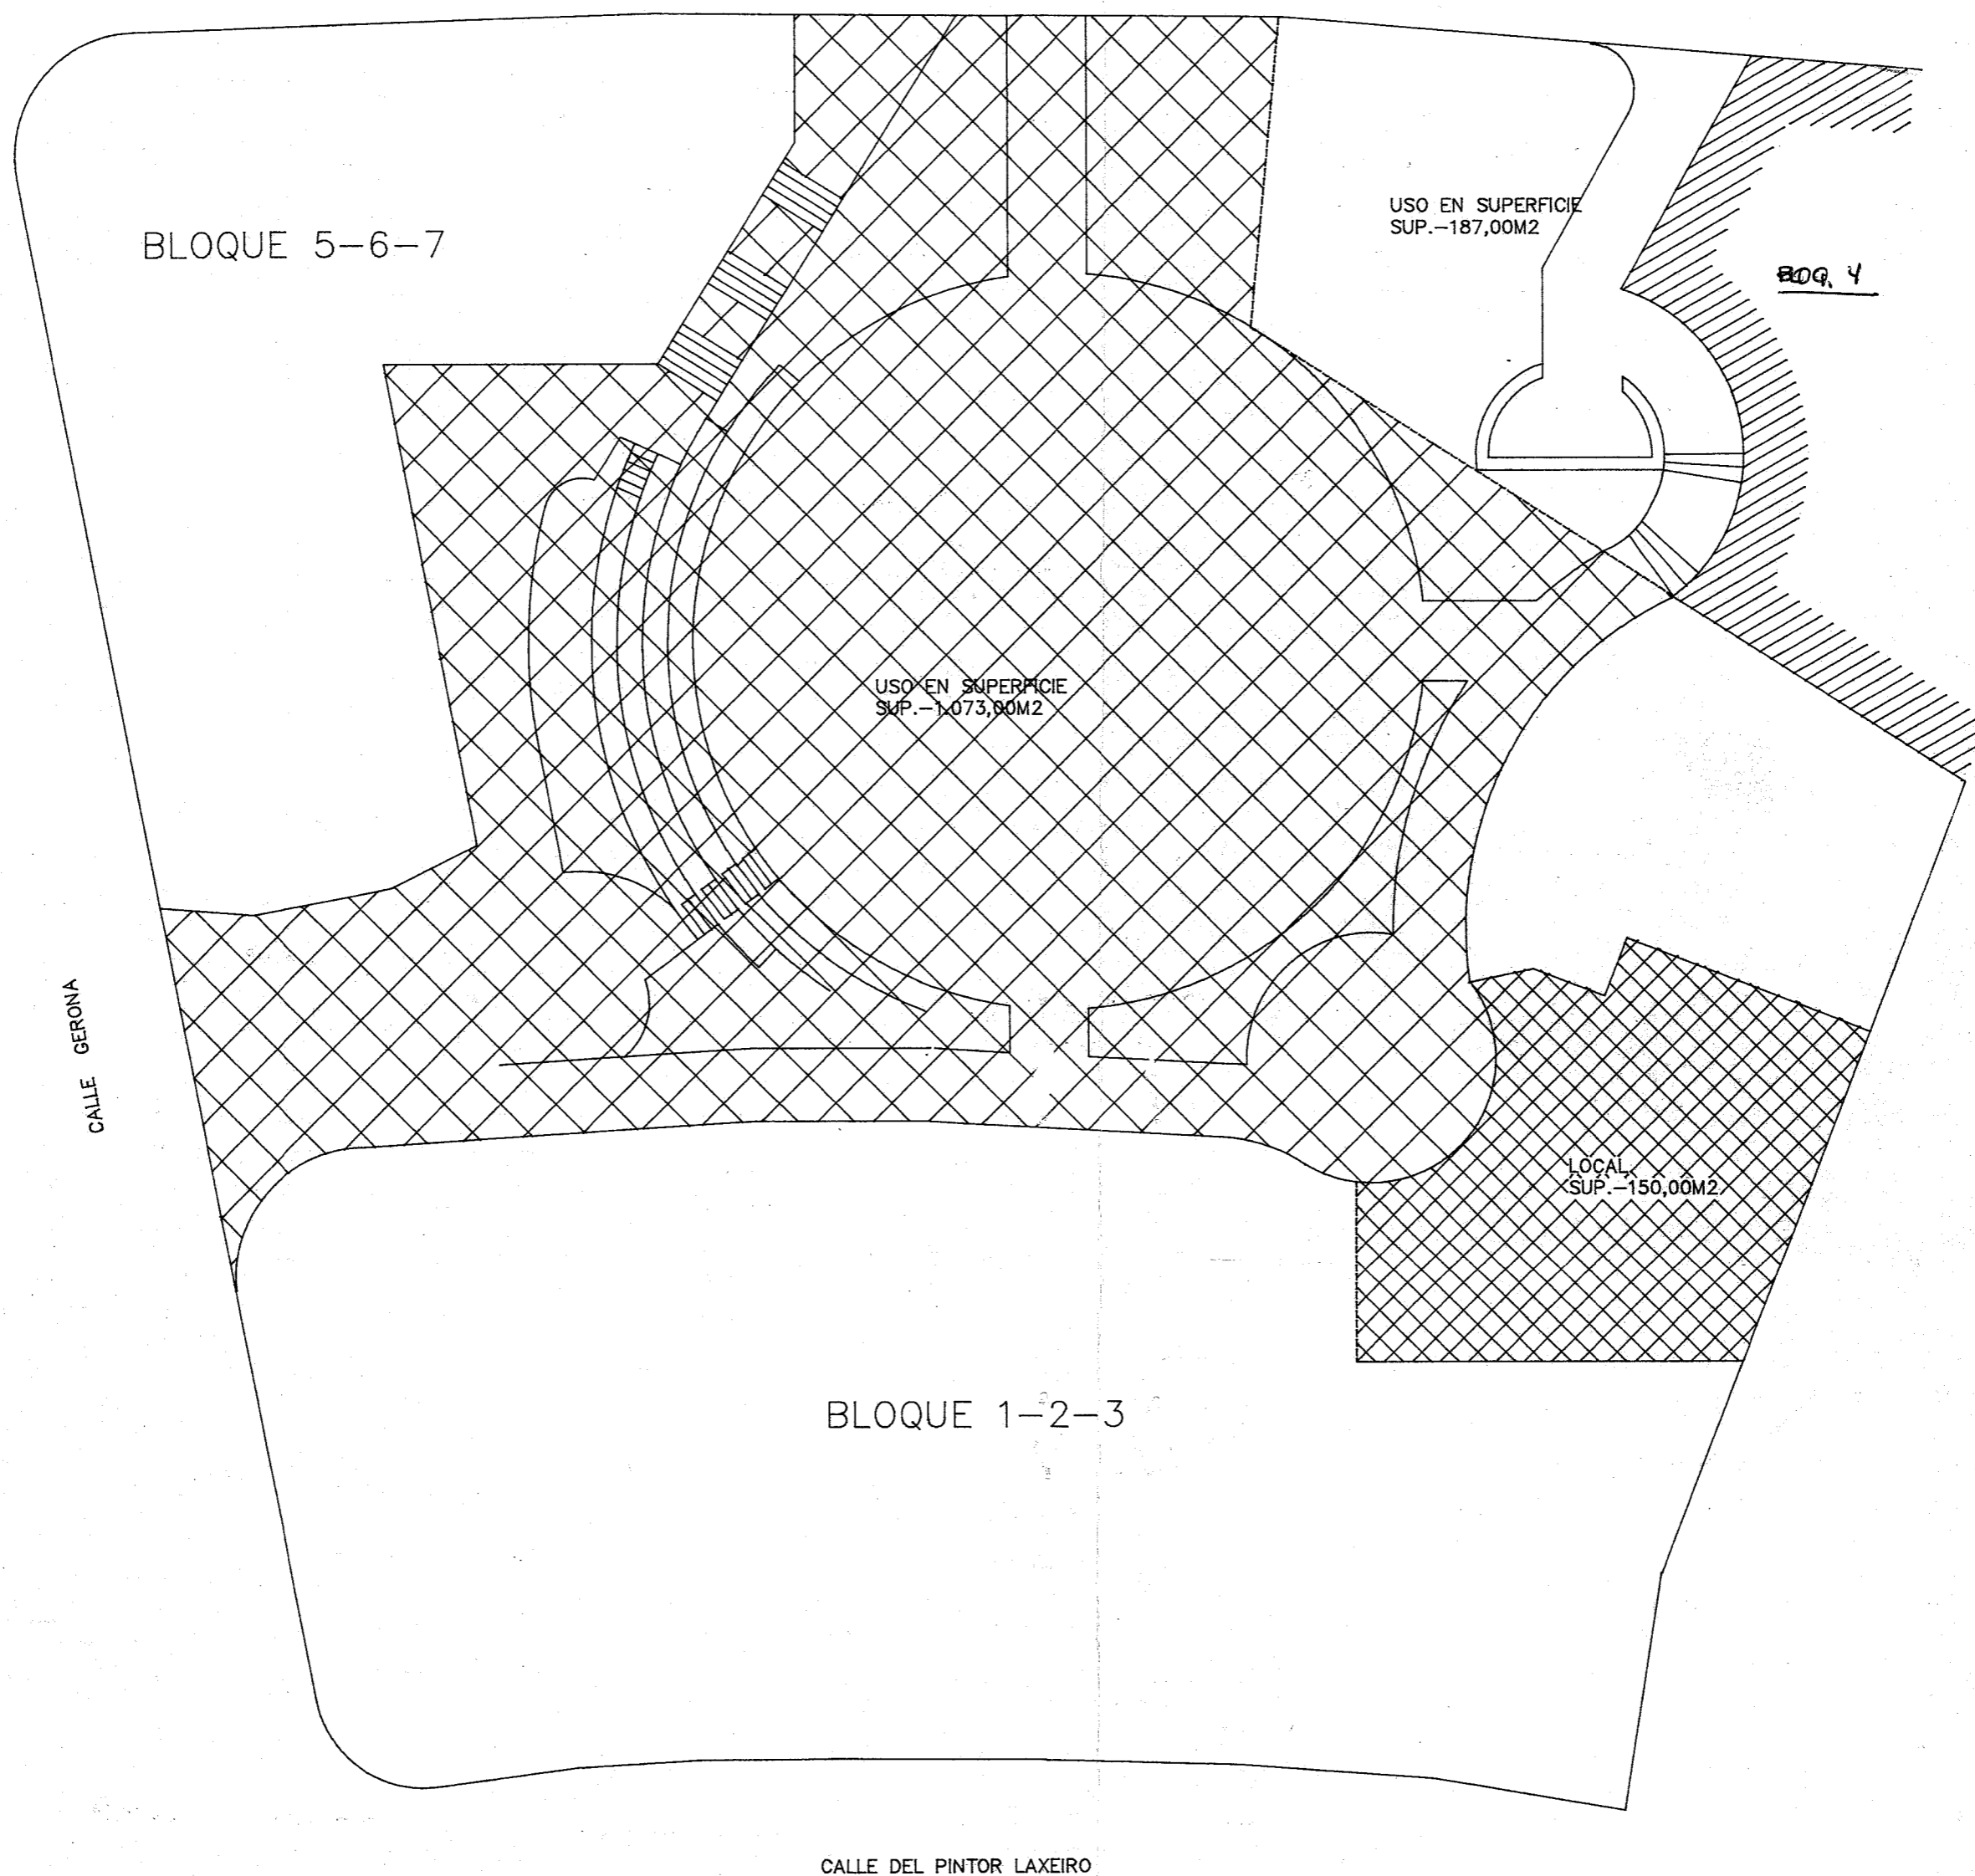 USO EN SUPERFICIE
SUP.-187,00M2
BLOQUE 5-6-7
BLOQ. 4
USO EN SUPERFICIE
SUP.-1.073,00M2
CALLE GERONA
LOCAL
SUP.-150,00M2
BLOQUE 1-2-3
CALLE DEL PINTOR LAXEIRO